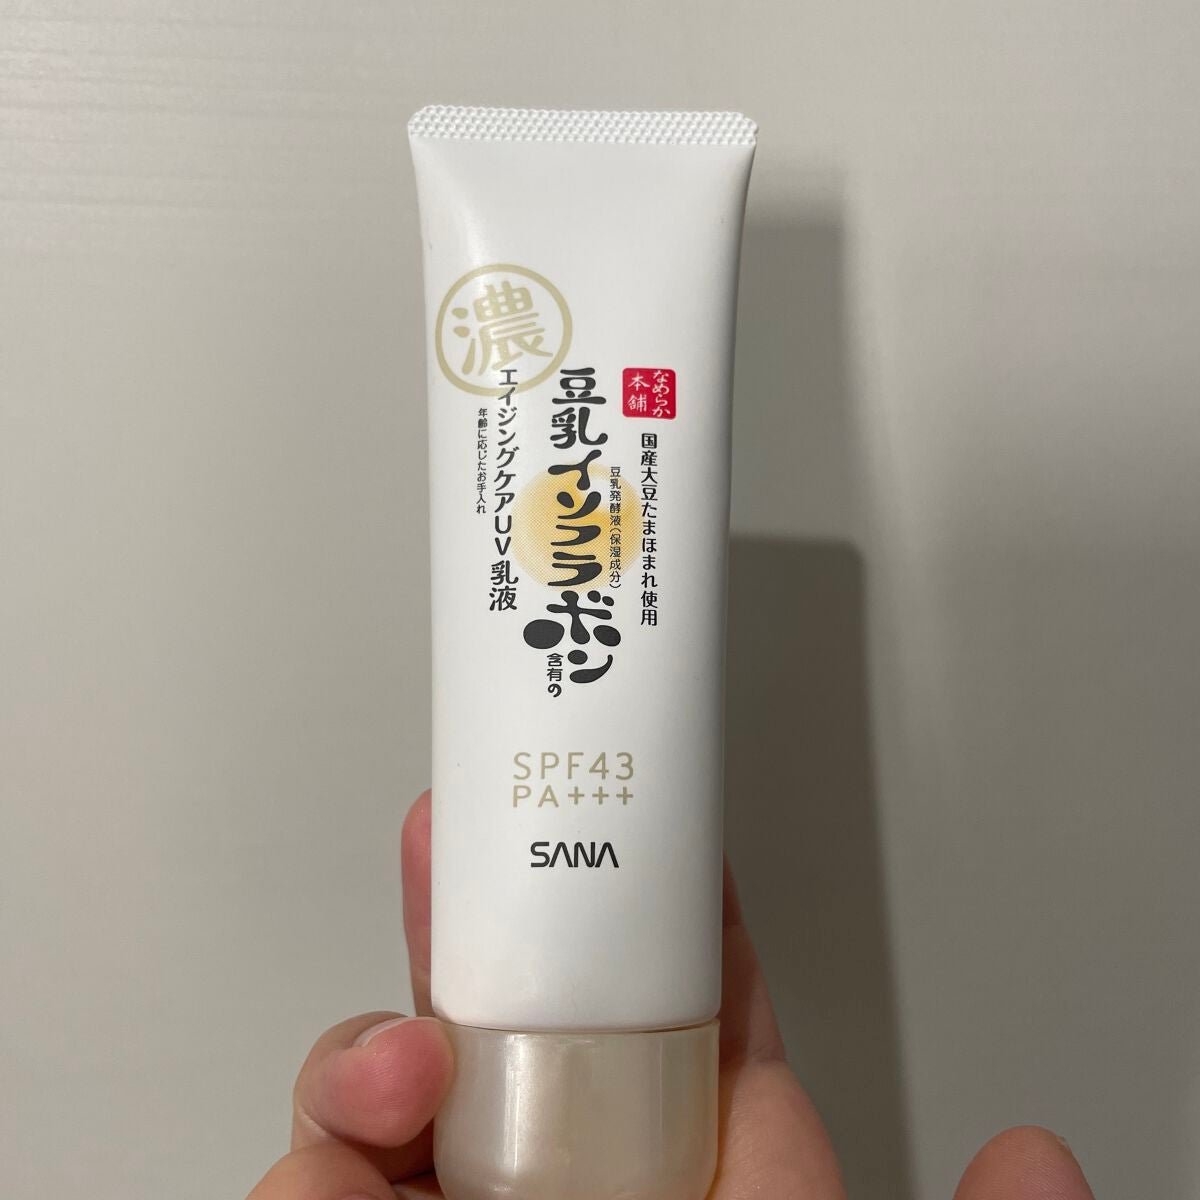 濃
なめらか
本舗
国産大豆たまほまれ使用
豆乳発酵液(保湿成分)
豆乳イソフラボン
含有の
エイジングケアUV乳液
年齢に応じたお手入れ
SPF43
PA+++
SANA